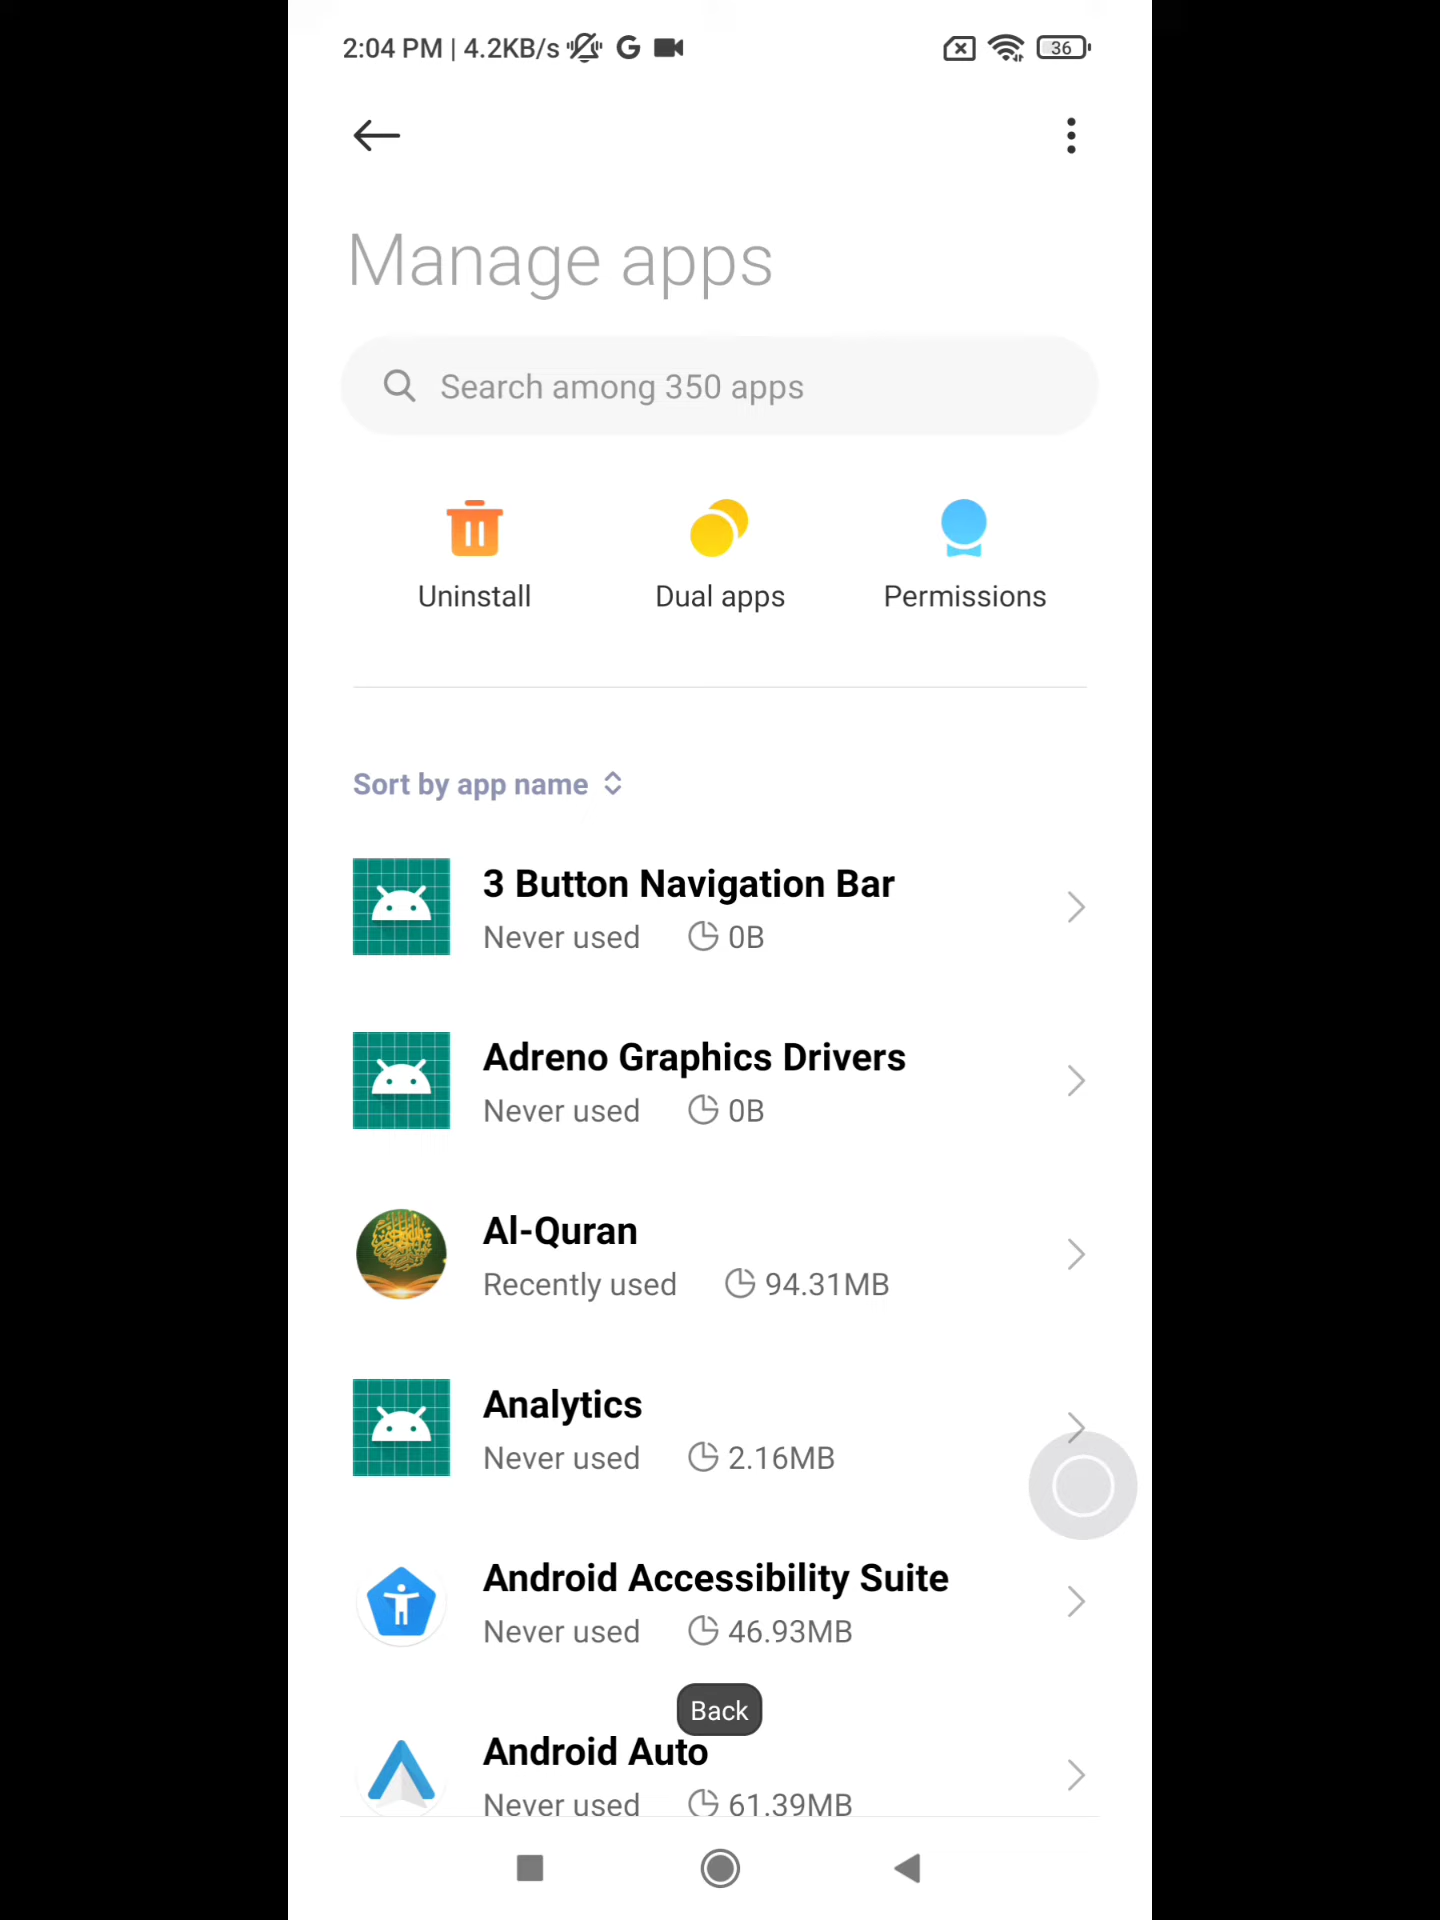 2:04 PM | 4.2KB/s
36
Manage apps
Search among 350 apps
Uninstall
Dual apps
Permissions
Sort by app name
3 Button Navigation Bar
Never used 0B
Adreno Graphics Drivers
Never used 0B
Al-Quran
Recently used 94.31MB
Analytics
Never used 2.16MB
Android Accessibility Suite
Never used 46.93MB
Back
Android Auto
Never used 61.39MB